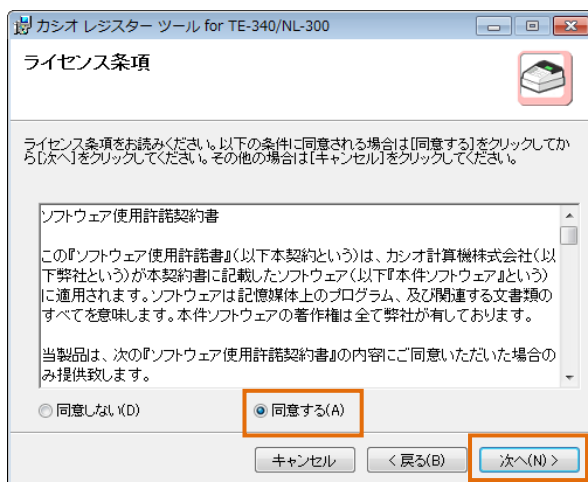 カシオ レジスター ツール for TE-340/NL-300
ライセンス条項
ライセンス条項をお読みください。以下の条件に同意される場合は[同意する]をクリックしてか
ら[次へ]をクリックしてください。その他の場合は[キャンセル]をクリックしてください。
ソフトウェア使用許諾契約書
この『ソフトウェア使用許諾書』(以下本契約という)は、カシオ計算機株式会社(以
下弊社という)が本契約書に記載したソフトウェア(以下『本件ソフトウェア』という)
に適用されます。ソフトウェアは記憶媒体上のプログラム、及び関連する文書類の
すべてを意味します。本件ソフトウェアの著作権は全て弊社が有しております。
当製品は、次の『ソフトウェア使用許諾契約書』の内容にご同意いただいた場合の
み提供致します。
同意しない(D) 同意する(A)
キャンセル < 戻る(B) 次へ(N) >